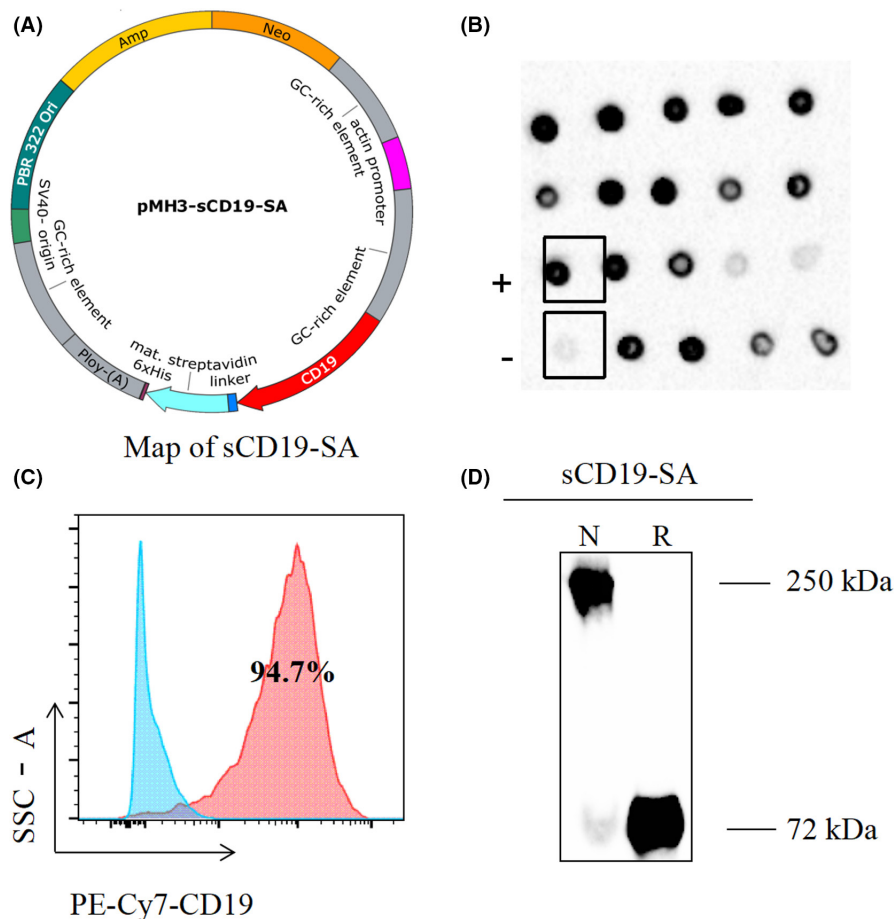 (A)
Amp
Neo
GC-rich element
actin promoter
GC-rich element
CD19
linker
mat. streptavidin
6xHis
Ploy-(A)
GC-rich element
SV40- origin
PBR 322 Ori
pMH3-sCD19-SA
Map of sCD19-SA
(B)
+
-
(C)
94.7%
SSC - A
PE-Cy7-CD19
(D)
sCD19-SA
N R
250 kDa
72 kDa